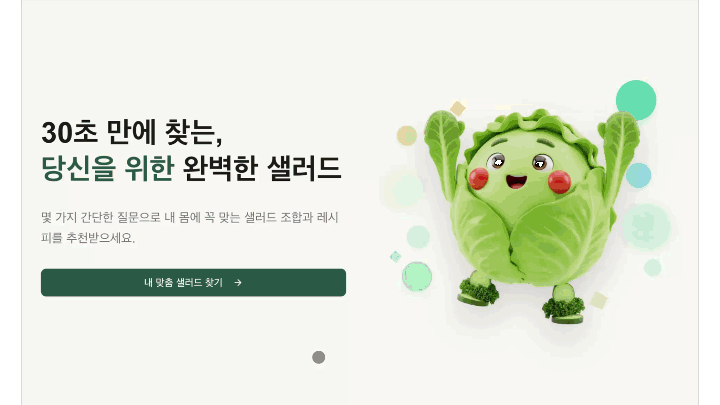 30초 만에 찾는,
당신을 위한 완벽한 샐러드
몇 가지 간단한 질문으로 내 몸에 꼭 맞는 샐러드 조합과 레시
피를 추천받으세요.
내 맞춤 샐러드 찾기 →